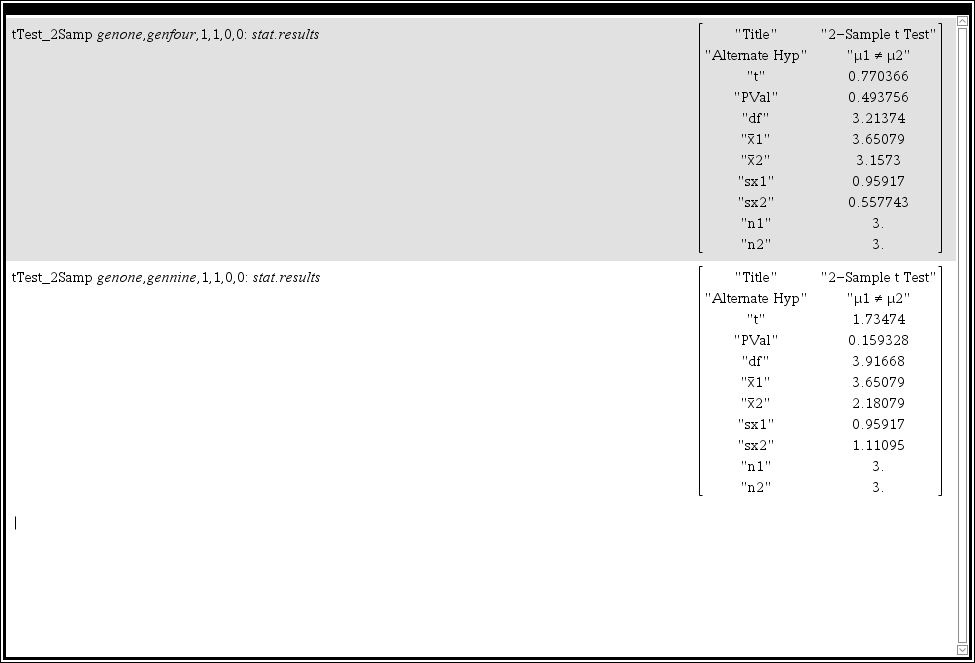 tTest_2Samp genone,genfour,1,1,0,0: stat.results
"Title" "2−Sample t Test"
"Alternate Hyp" "μ1 ≠ μ2"
"t" 0.770366
"PVal" 0.493756
"df" 3.21374
"x̄1" 3.65079
"x̄2" 3.1573
"sx1" 0.95917
"sx2" 0.557743
"n1" 3.
"n2" 3.
tTest_2Samp genone,gennine,1,1,0,0: stat.results
"Title" "2−Sample t Test"
"Alternate Hyp" "μ1 ≠ μ2"
"t" 1.73474
"PVal" 0.159328
"df" 3.91668
"x̄1" 3.65079
"x̄2" 2.18079
"sx1" 0.95917
"sx2" 1.11095
"n1" 3.
"n2" 3.